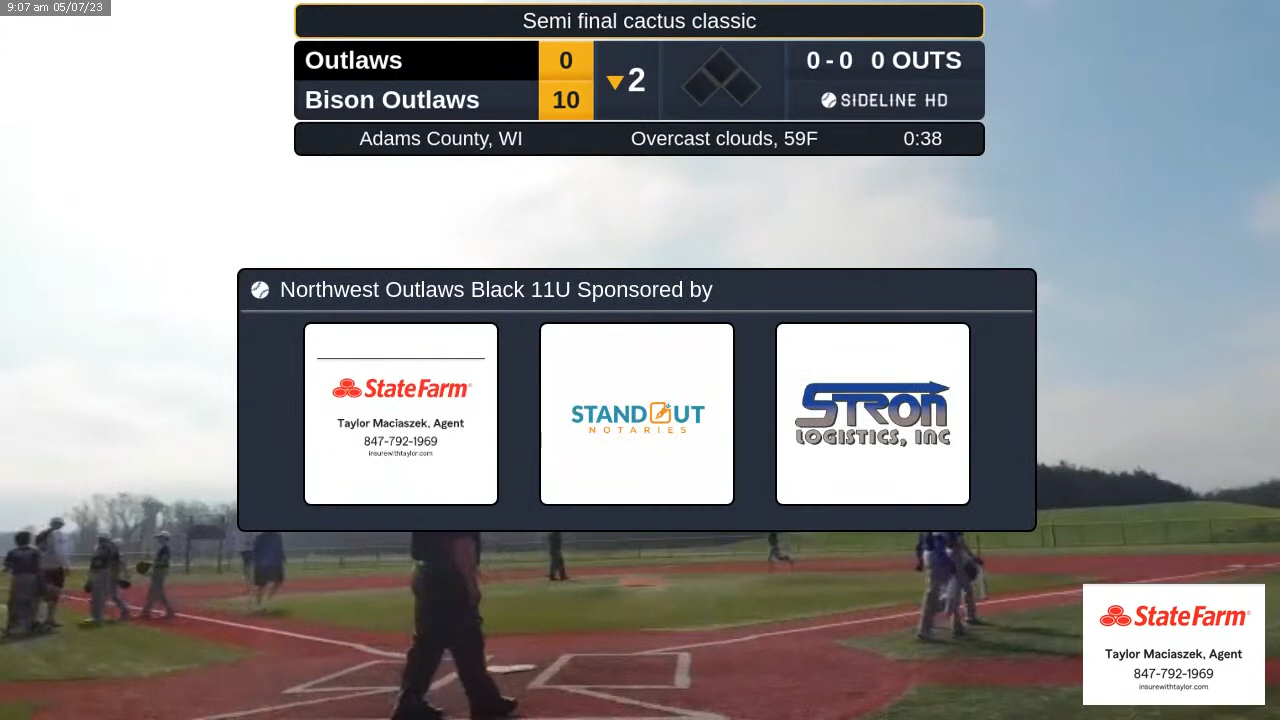 9:07 am 05/07/23
Semi final cactus classic
Outlaws 0
Bison Outlaws 10
2
0 - 0 0 OUTS
SIDELINE HD
Adams County, WI Overcast clouds, 59F 0:38
Northwest Outlaws Black 11U Sponsored by
State Farm®
Taylor Maciaszek, Agent
847-792-1969
insurewithtaylor.com
STANDOUT
NOTARIES
STRON
LOGISTICS, INC
State Farm®
Taylor Maciaszek, Agent
847-792-1969
insurewithtaylor.com